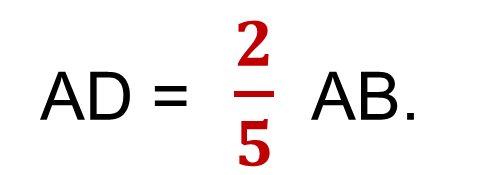 AD = 2/5 AB.